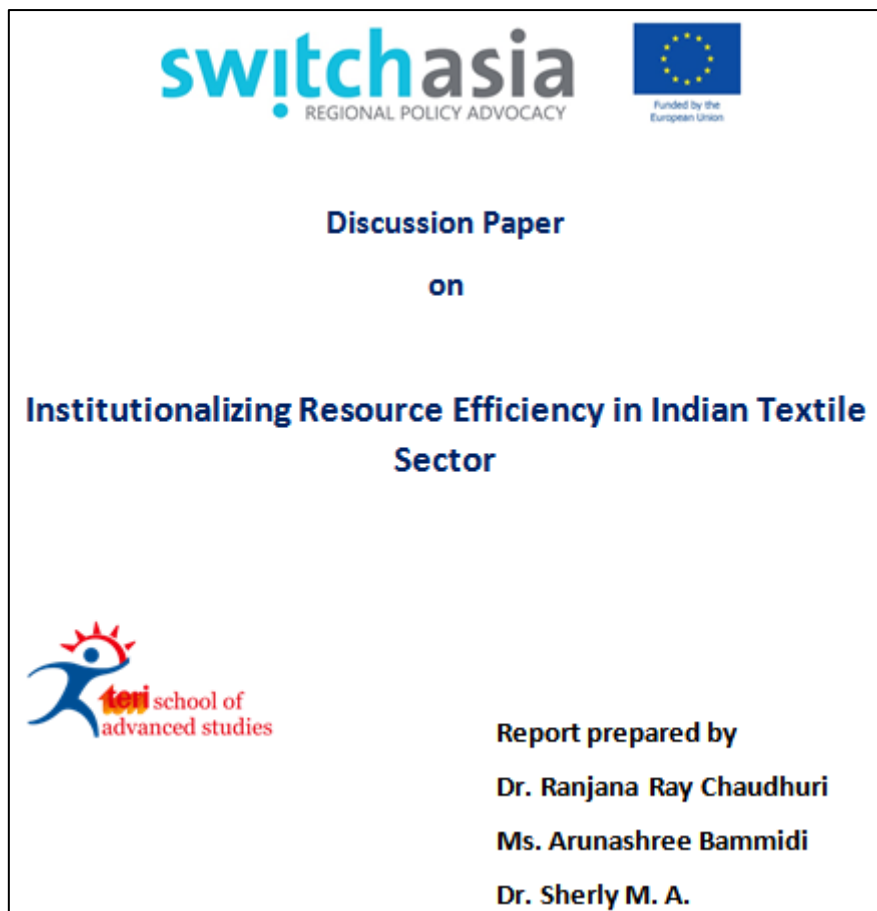 switchasia
REGIONAL POLICY ADVOCACY
Funded by the
European Union
Discussion Paper
on
Institutionalizing Resource Efficiency in Indian Textile
Sector
teri school of
advanced studies
Report prepared by
Dr. Ranjana Ray Chaudhuri
Ms. Arunashree Bammidi
Dr. Sherly M. A.